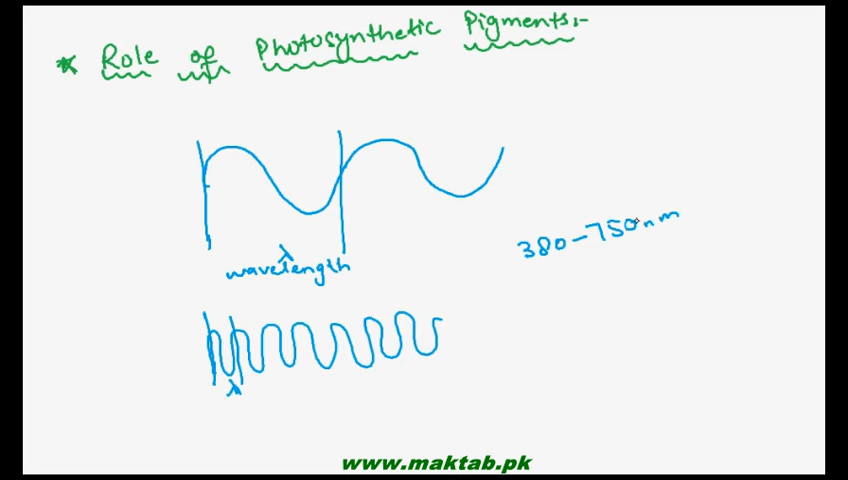 * Role of Photosynthetic Pigments:-
380-750nm
λ
wavelength
λ
www.maktab.pk